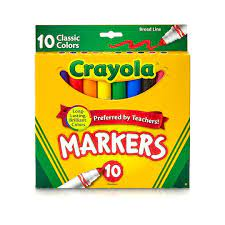 10 Classic
Colors
Broad Line
Crayola
Long-
Lasting,
Brilliant
Colors
Preferred by Teachers!
MARKERS
10